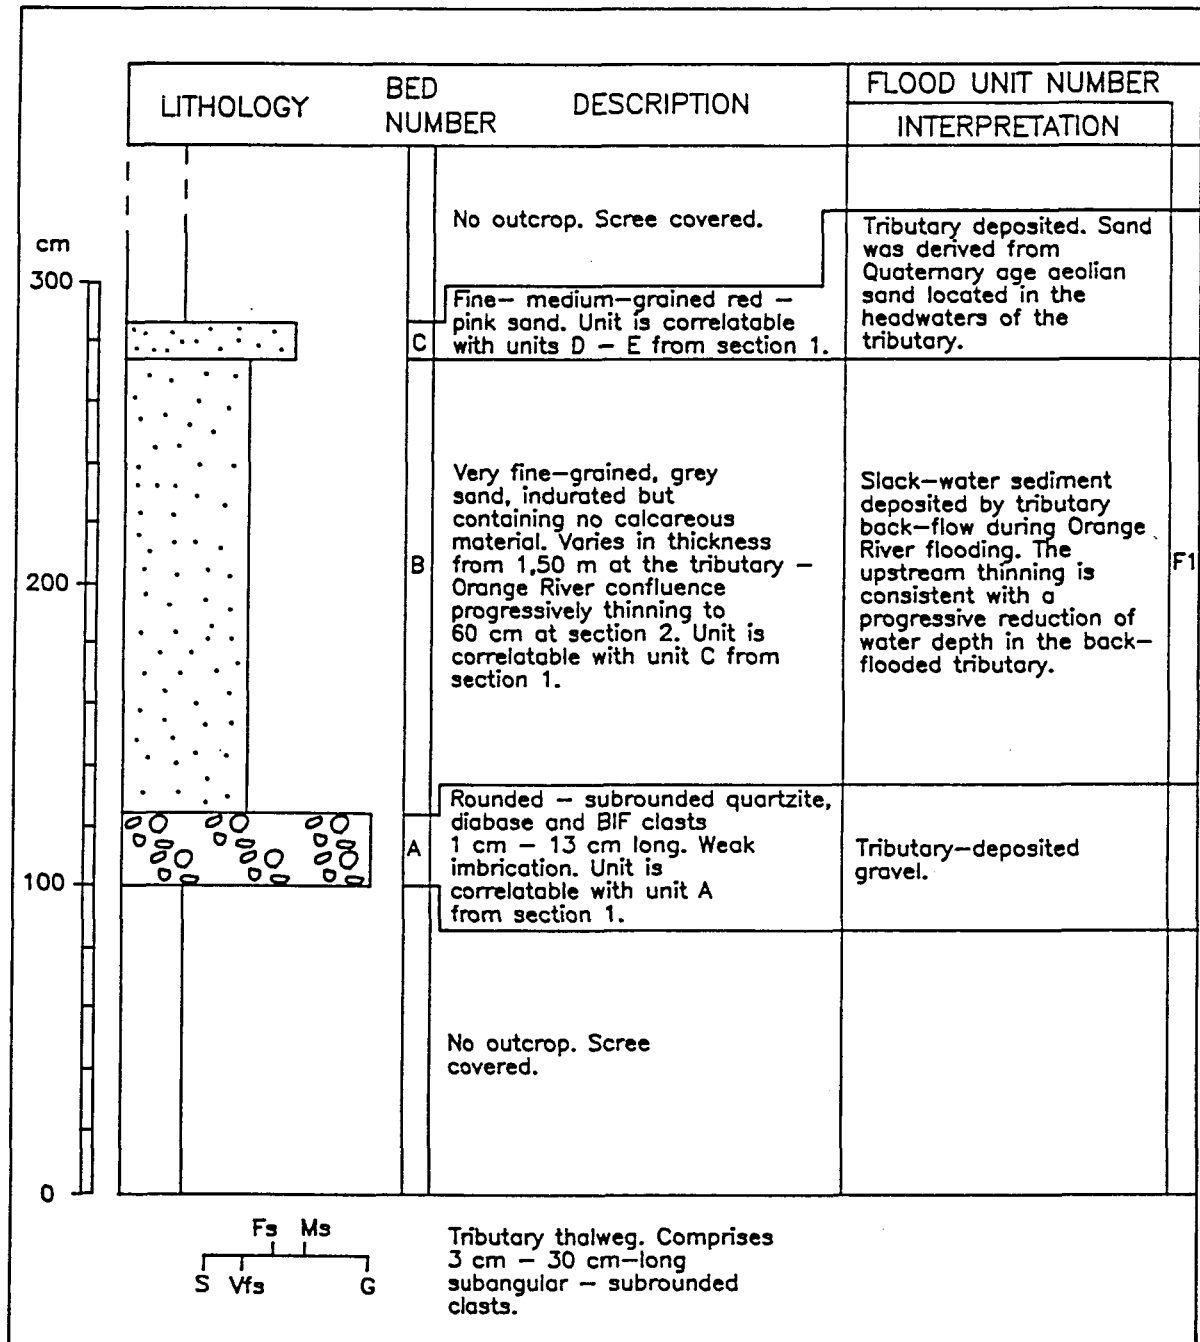 LITHOLOGY
BED
NUMBER
DESCRIPTION
FLOOD UNIT NUMBER
INTERPRETATION
cm
300
200
100
0
No outcrop. Scree covered.
C
Fine– medium–grained red –
pink sand. Unit is correlatable
with units D – E from section 1.
Tributary deposited. Sand
was derived from
Quaternary age aeolian
sand located in the
headwaters of the
tributary.
B
Very fine–grained, grey
sand, indurated but
containing no calcareous
material. Varies in thickness
from 1,50 m at the tributary –
Orange River confluence
progressively thinning to
60 cm at section 2. Unit is
correlatable with unit C from
section 1.
Slack–water sediment
deposited by tributary
back–flow during Orange
River flooding. The
upstream thinning is
consistent with a
progressive reduction of
water depth in the back–
flooded tributary.
F1
A
Rounded – subrounded quartzite,
diabase and BIF clasts
1 cm – 13 cm long. Weak
imbrication. Unit is
correlatable with unit A
from section 1.
Tributary–deposited
gravel.
No outcrop. Scree
covered.
Fs Ms
S Vfs G
Tributary thalweg. Comprises
3 cm – 30 cm–long
subangular – subrounded
clasts.